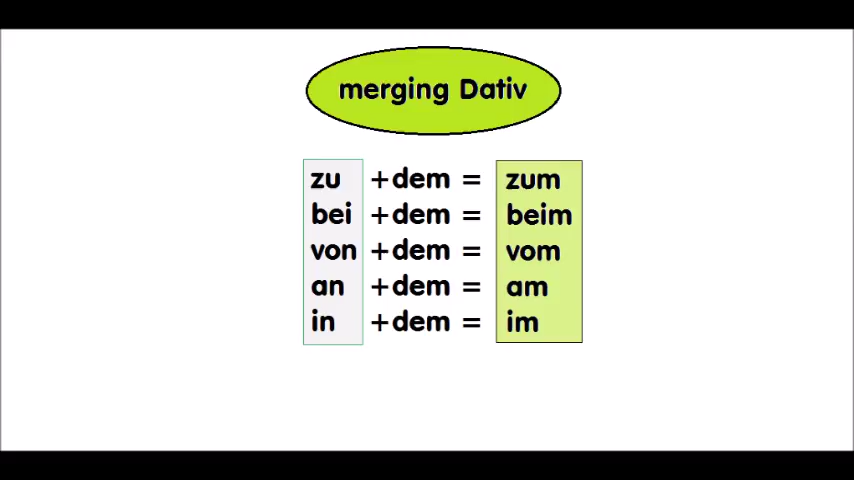 merging Dativ
zu +dem = zum
bei +dem = beim
von +dem = vom
an +dem = am
in +dem = im